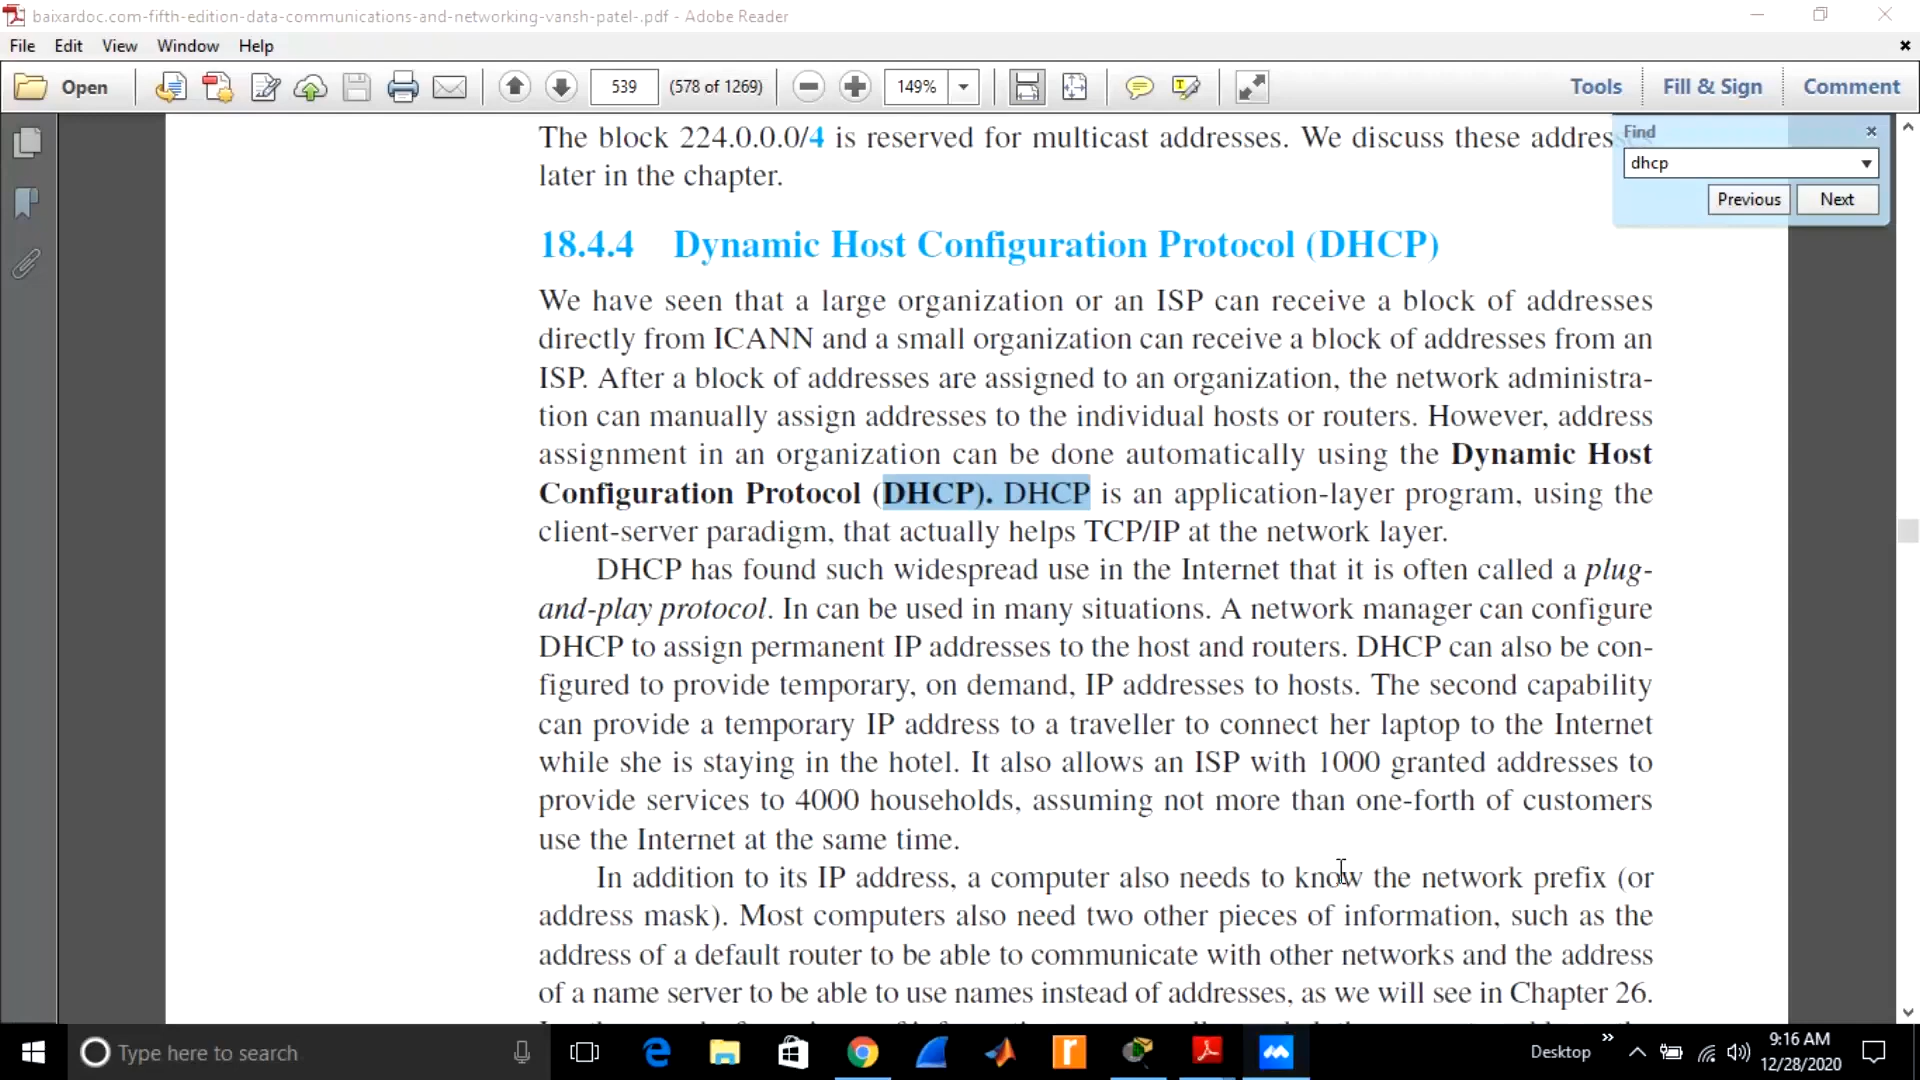 baixardoc.com-fifth-edition-data-communications-and-networking-vansh-patel-.pdf - Adobe Reader
File Edit View Window Help
Open 539 (578 of 1269) 149% Tools Fill & Sign Comment
Find
dhcp
Previous Next
The block 224.0.0.0/4 is reserved for multicast addresses. We discuss these addres
later in the chapter.
18.4.4 Dynamic Host Configuration Protocol (DHCP)
We have seen that a large organization or an ISP can receive a block of addresses
directly from ICANN and a small organization can receive a block of addresses from an
ISP. After a block of addresses are assigned to an organization, the network administra-
tion can manually assign addresses to the individual hosts or routers. However, address
assignment in an organization can be done automatically using the Dynamic Host
Configuration Protocol (DHCP). DHCP is an application-layer program, using the
client-server paradigm, that actually helps TCP/IP at the network layer.
DHCP has found such widespread use in the Internet that it is often called a plug-
and-play protocol. In can be used in many situations. A network manager can configure
DHCP to assign permanent IP addresses to the host and routers. DHCP can also be con-
figured to provide temporary, on demand, IP addresses to hosts. The second capability
can provide a temporary IP address to a traveller to connect her laptop to the Internet
while she is staying in the hotel. It also allows an ISP with 1000 granted addresses to
provide services to 4000 households, assuming not more than one-forth of customers
use the Internet at the same time.
In addition to its IP address, a computer also needs to know the network prefix (or
address mask). Most computers also need two other pieces of information, such as the
address of a default router to be able to communicate with other networks and the address
of a name server to be able to use names instead of addresses, as we will see in Chapter 26.
Type here to search
Desktop
9:16 AM
12/28/2020